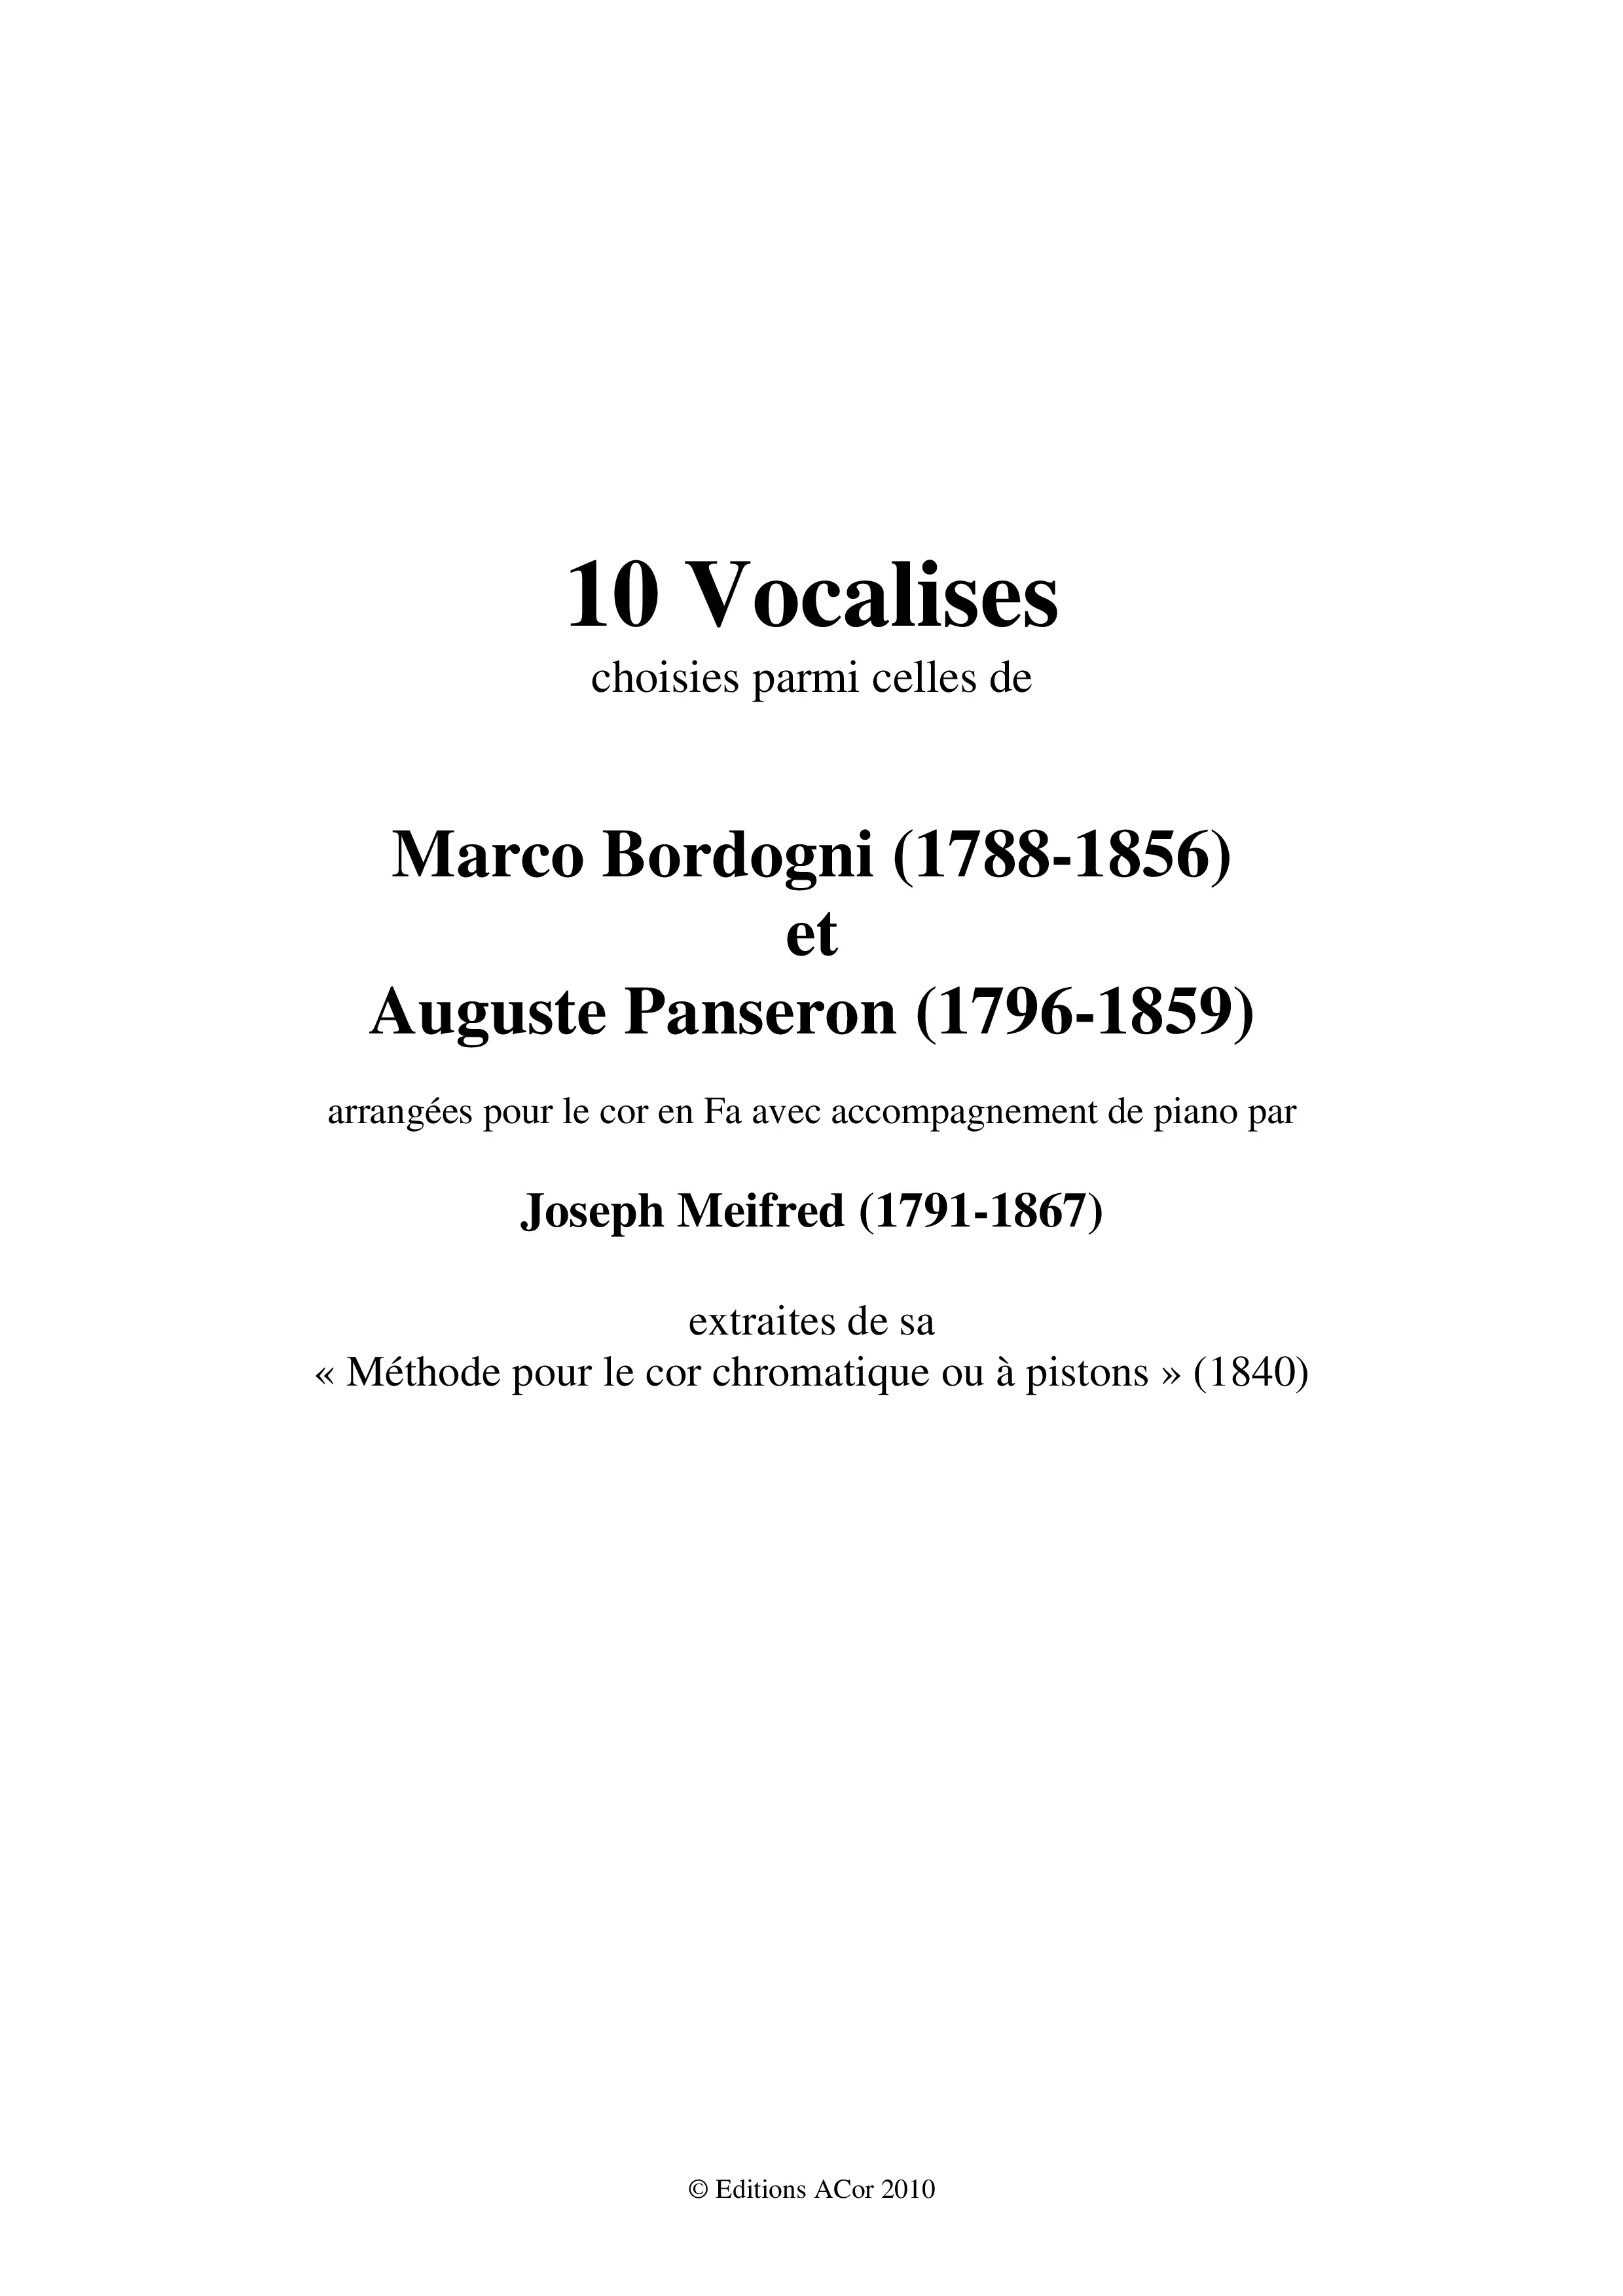 10 Vocalises
choisies parmi celles de
Marco Bordogni (1788-1856)
et
Auguste Panseron (1796-1859)
arrangées pour le cor en Fa avec accompagnement de piano par
Joseph Meifred (1791-1867)
extraites de sa
« Méthode pour le cor chromatique ou à pistons » (1840)
© Editions ACor 2010